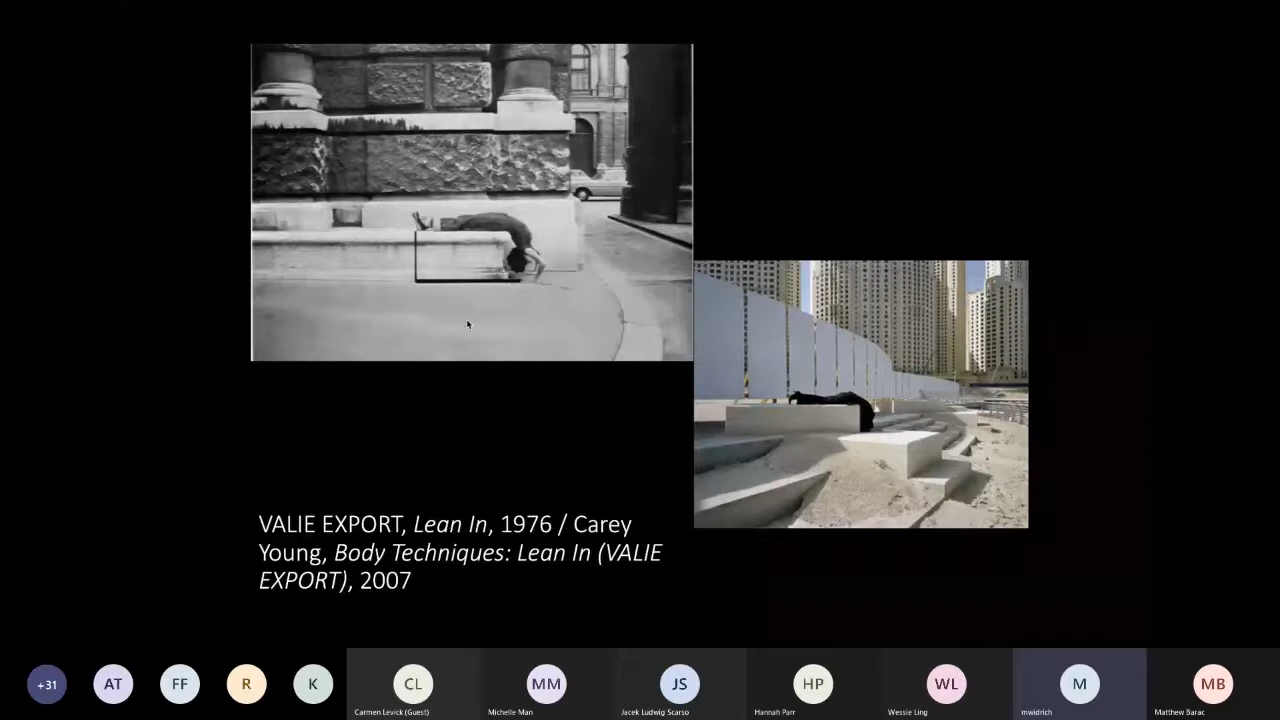 VALIE EXPORT, Lean In, 1976 / Carey
Young, Body Techniques: Lean In (VALIE
EXPORT), 2007
+31
AT
FF
R
K
CL
MM
JS
HP
WL
M
MB
Carmen Levick (Guest)
Michelle Man
Jacek Ludwig Scarso
Hannah Parr
Wessie Ling
mwidrich
Matthew Barac